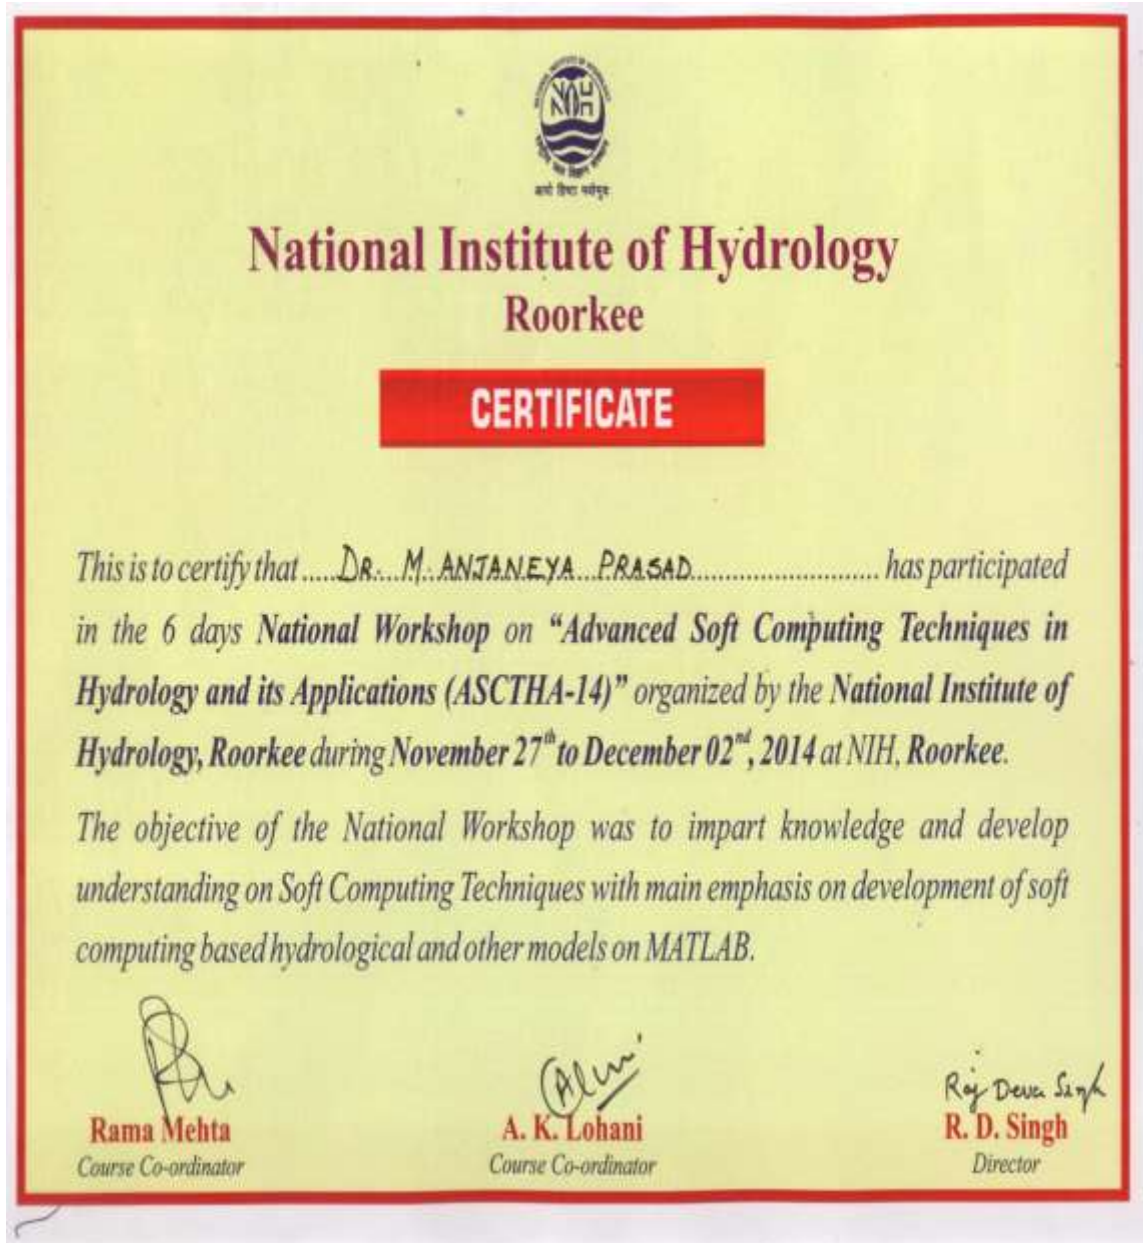 NATIONAL INSTITUTE OF HYDROLOGY
NIH
National Institute of Hydrology
Roorkee
CERTIFICATE
This is to certify that .....DR. M. ANJANEYA PRASAD............................ has participated
in the 6 days National Workshop on “Advanced Soft Computing Techniques in
Hydrology and its Applications (ASCTHA-14)” organized by the National Institute of
Hydrology, Roorkee during November 27th to December 02nd, 2014 at NIH, Roorkee.
The objective of the National Workshop was to impart knowledge and develop
understanding on Soft Computing Techniques with main emphasis on development of soft
computing based hydrological and other models on MATLAB.
Raj Deva Singh
Rama Mehta A. K. Lohani R. D. Singh
Course Co-ordinator Course Co-ordinator Director